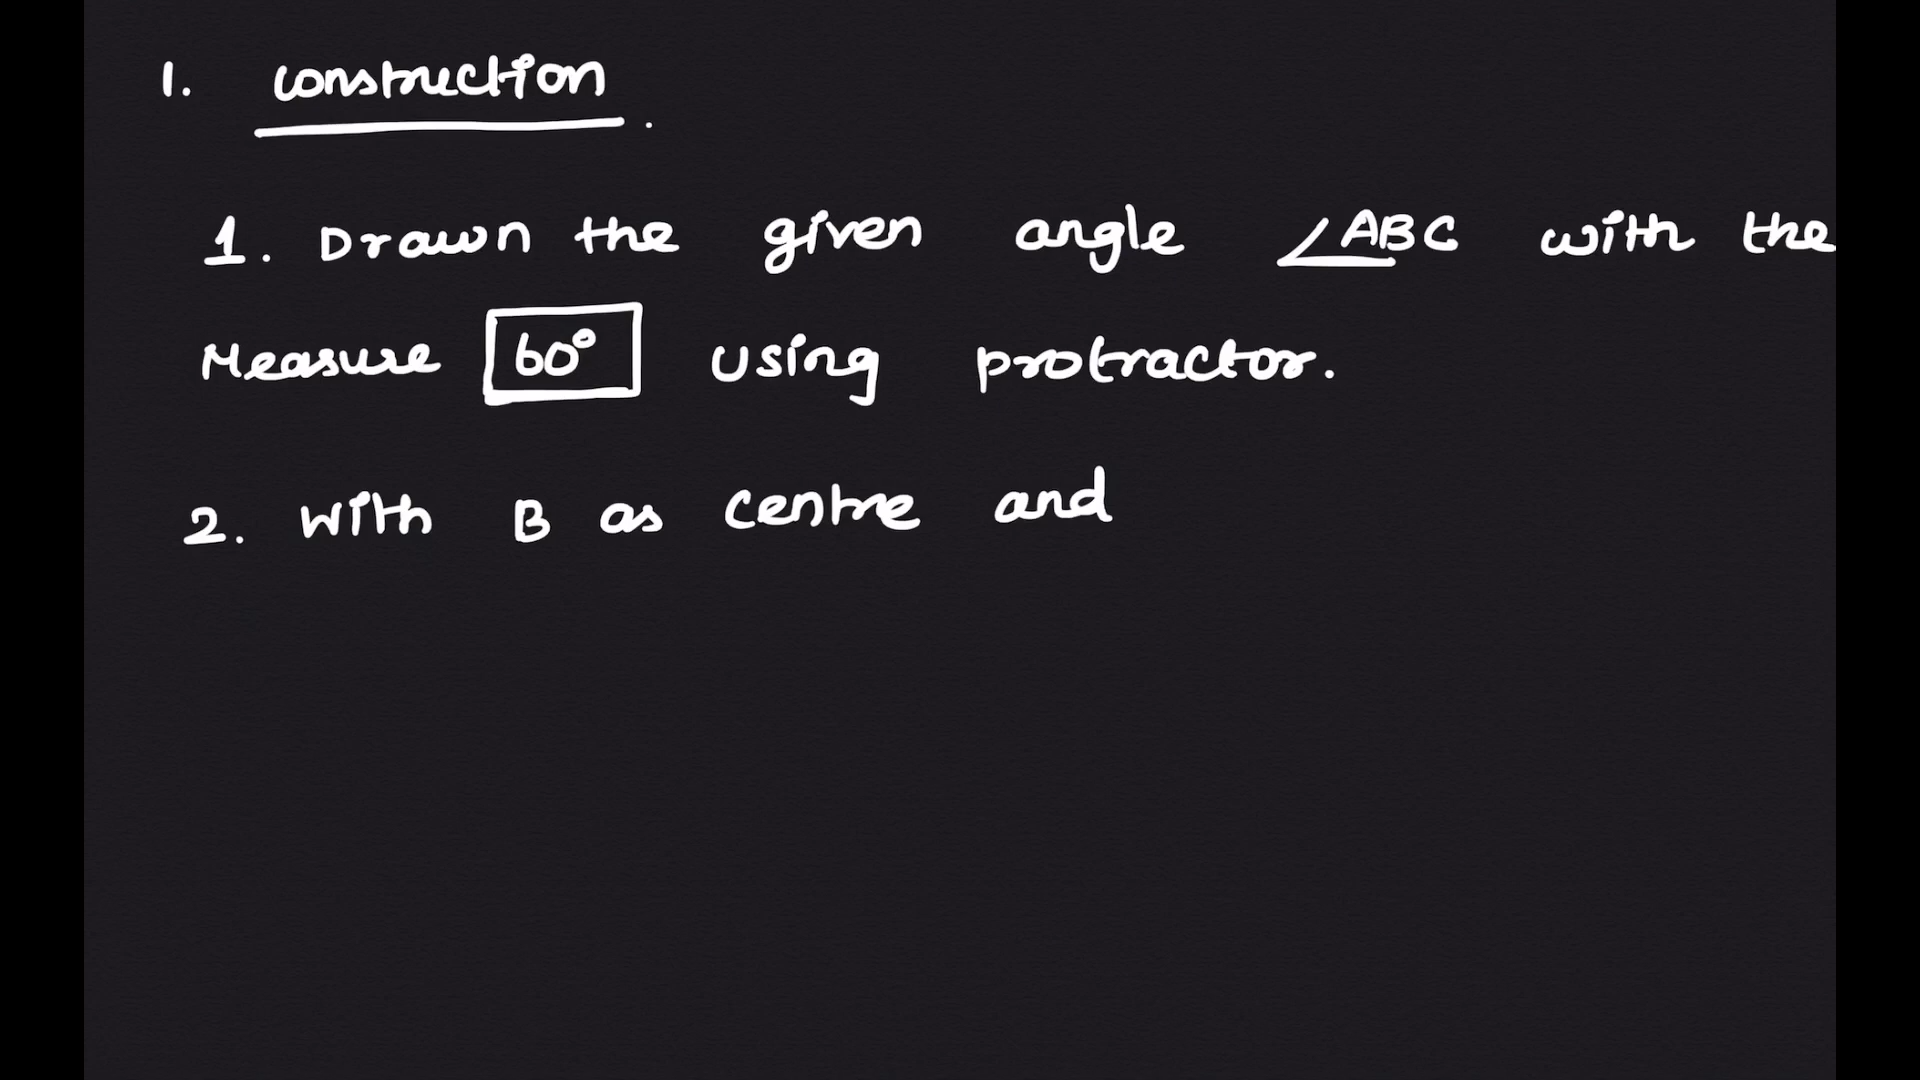 1. construction.
1. Drawn the given angle ∠ABC with the
Measure 60° using protractor.
2. with B as centre and